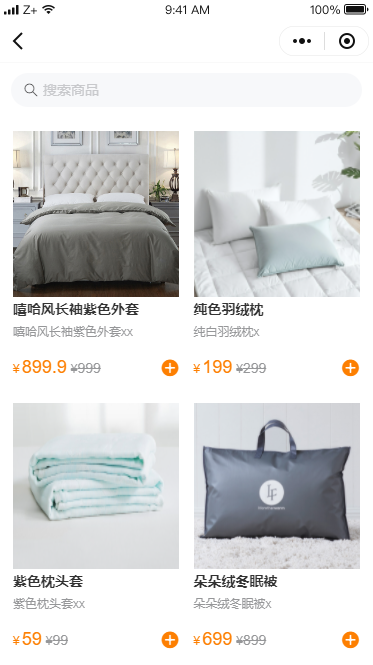 Z+ 9:41 AM 100%
搜索商品
嘻哈风长袖紫色外套
嘻哈风长袖紫色外套xx
¥899.9 ¥999
纯色羽绒枕
纯白羽绒枕x
¥199 ¥299
LF
紫色枕头套
紫色枕头套xx
¥59 ¥99
朵朵绒冬眠被
朵朵绒冬眠被x
¥699 ¥899